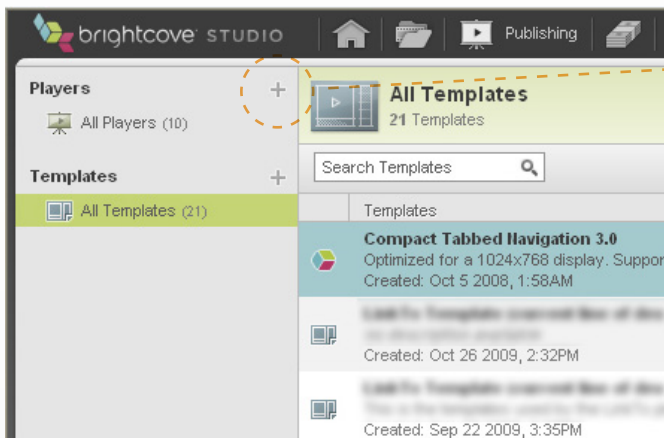 brightcove STUDIO
Publishing
Players
All Players (10)
Templates
All Templates (21)
All Templates
21 Templates
Search Templates
Templates
Compact Tabbed Navigation 3.0
Optimized for a 1024x768 display. Suppor
Created: Oct 5 2008, 1:58AM
Created: Oct 26 2009, 2:32PM
Created: Sep 22 2009, 3:35PM